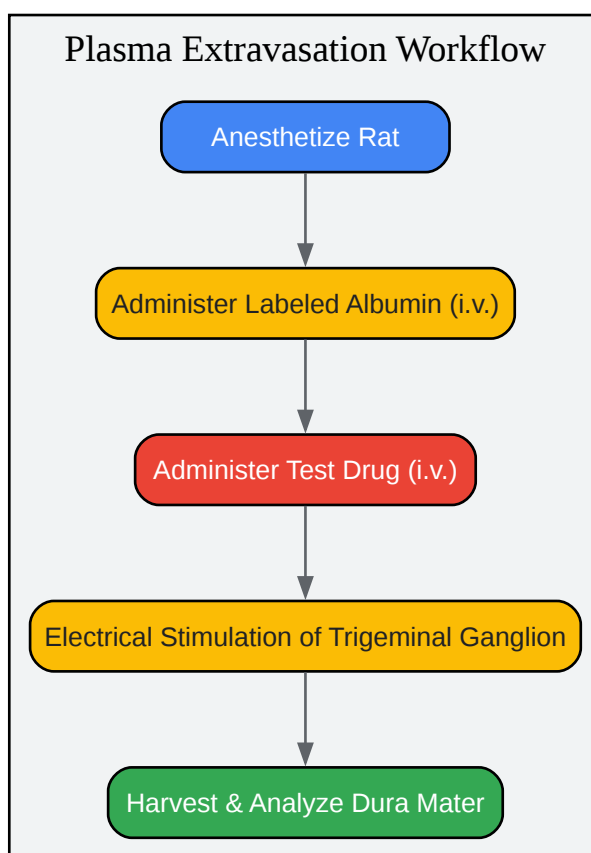 Plasma Extravasation Workflow
Anesthetize Rat
Administer Labeled Albumin (i.v.)
Administer Test Drug (i.v.)
Electrical Stimulation of Trigeminal Ganglion
Harvest & Analyze Dura Mater